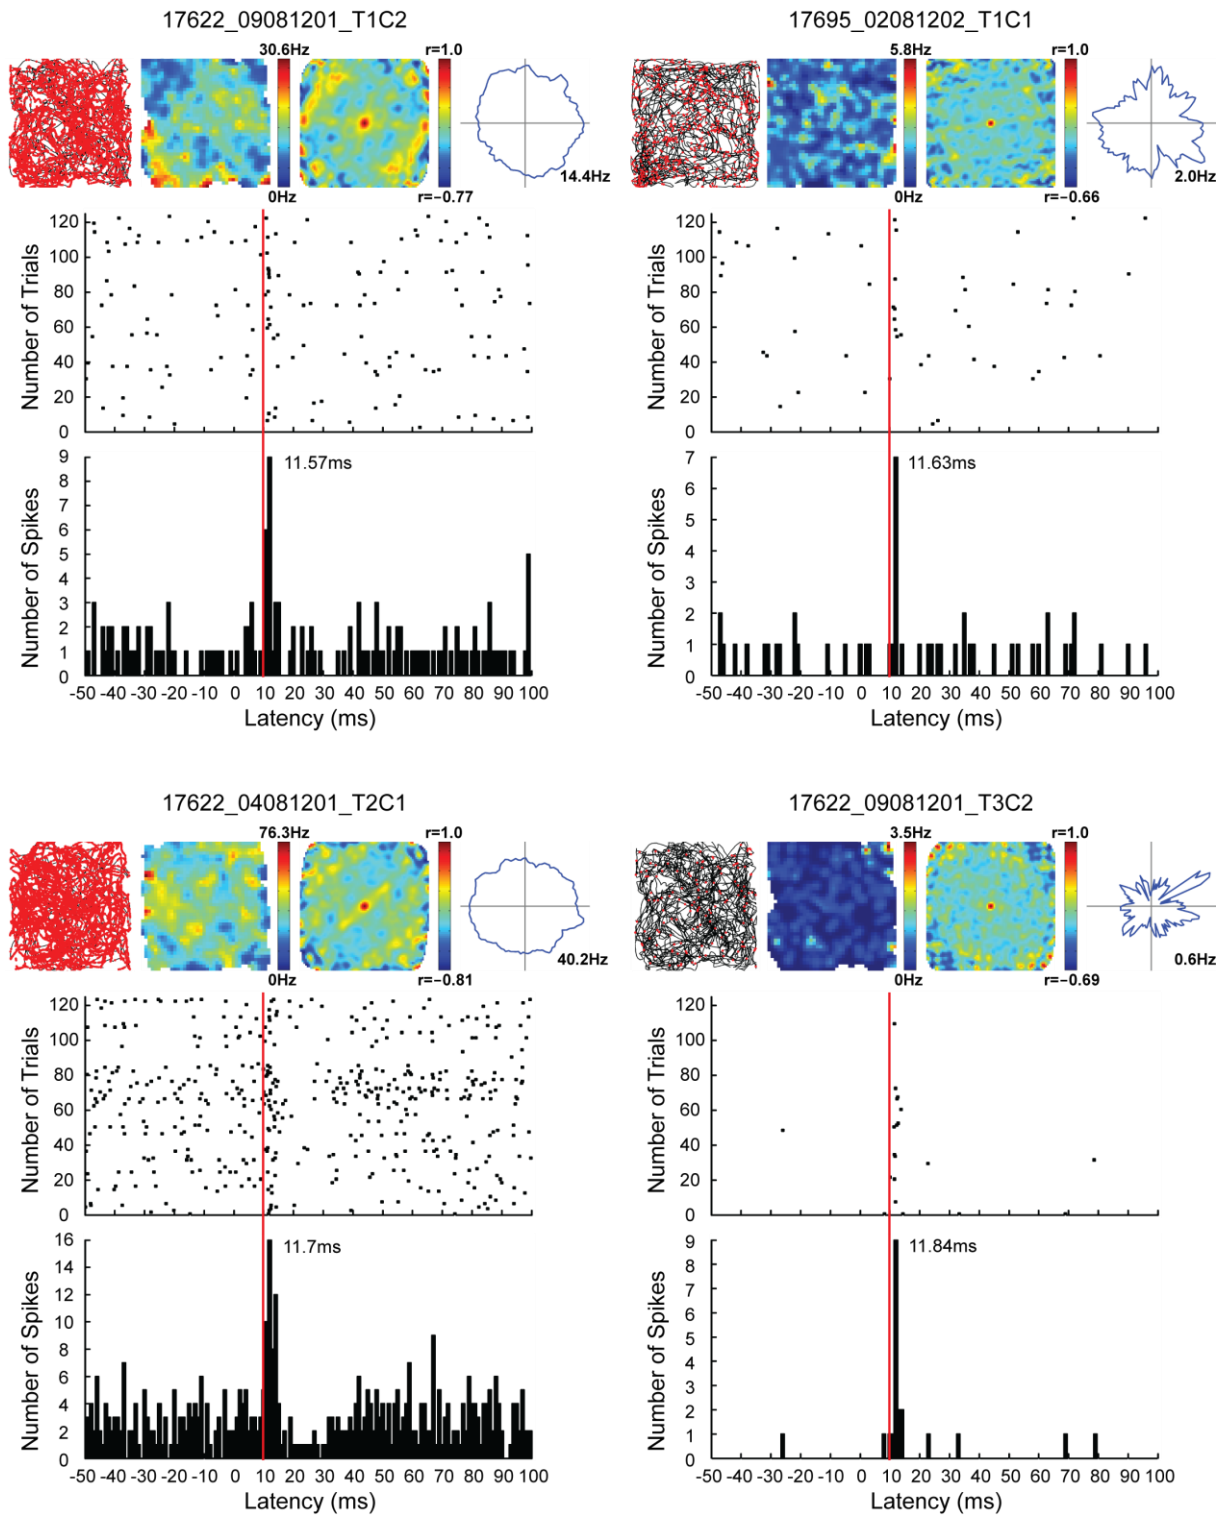 17622_09081201_T1C2
30.6Hz
r=1.0
0Hz
r=−0.77
14.4Hz
Number of Trials
120
100
80
60
40
20
0
Number of Spikes
9
8
7
6
5
4
3
2
1
0
11.57ms
-50 -40 -30 -20 -10 0 10 20 30 40 50 60 70 80 90 100
Latency (ms)
17695_02081202_T1C1
5.8Hz
r=1.0
0Hz
r=−0.66
2.0Hz
Number of Trials
120
100
80
60
40
20
0
Number of Spikes
7
6
5
4
3
2
1
0
11.63ms
-50 -40 -30 -20 -10 0 10 20 30 40 50 60 70 80 90 100
Latency (ms)
17622_04081201_T2C1
76.3Hz
r=1.0
0Hz
r=−0.81
40.2Hz
Number of Trials
120
100
80
60
40
20
0
Number of Spikes
16
14
12
10
8
6
4
2
0
11.7ms
-50 -40 -30 -20 -10 0 10 20 30 40 50 60 70 80 90 100
Latency (ms)
17622_09081201_T3C2
3.5Hz
r=1.0
0Hz
r=−0.69
0.6Hz
Number of Trials
120
100
80
60
40
20
0
Number of Spikes
9
8
7
6
5
4
3
2
1
0
11.84ms
-50 -40 -30 -20 -10 0 10 20 30 40 50 60 70 80 90 100
Latency (ms)